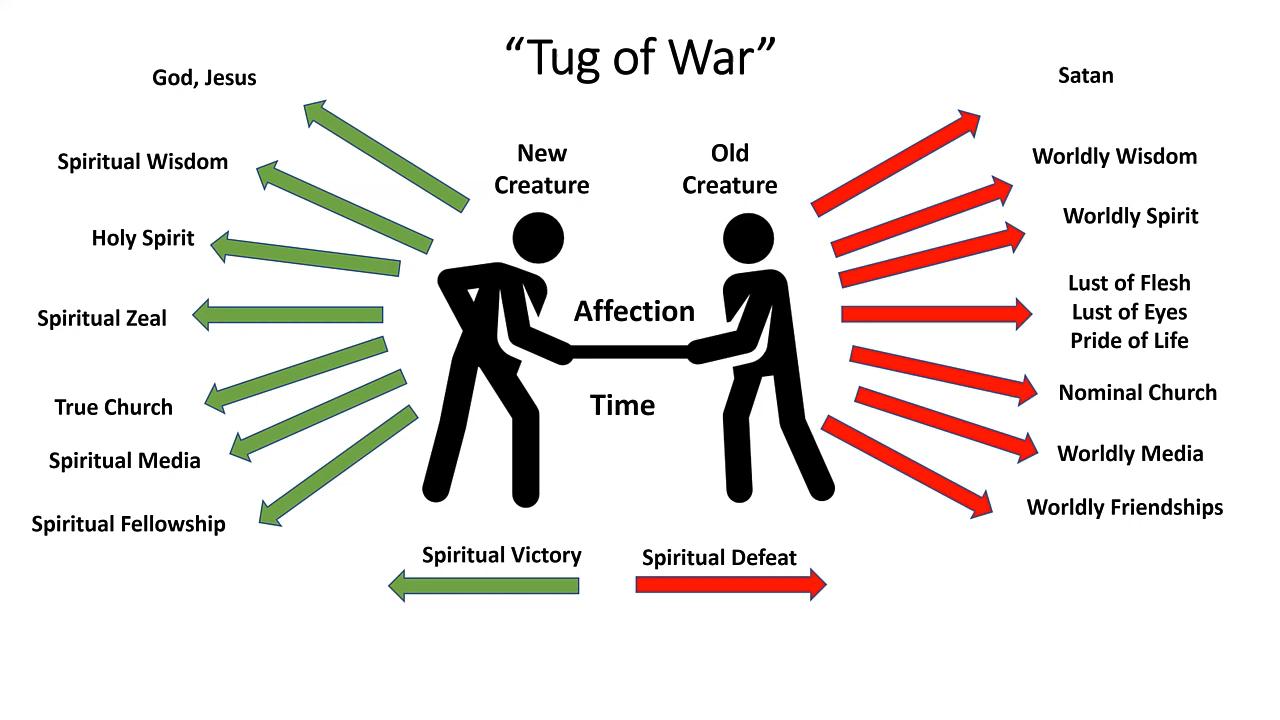 “Tug of War”
God, Jesus
Spiritual Wisdom
Holy Spirit
Spiritual Zeal
True Church
Spiritual Media
Spiritual Fellowship
New
Creature
Old
Creature
Affection
Time
Satan
Worldly Wisdom
Worldly Spirit
Lust of Flesh
Lust of Eyes
Pride of Life
Nominal Church
Worldly Media
Worldly Friendships
Spiritual Victory
Spiritual Defeat